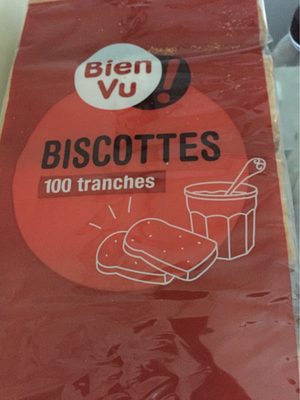 Bien
Vu !
BISCOTTES
100 tranches